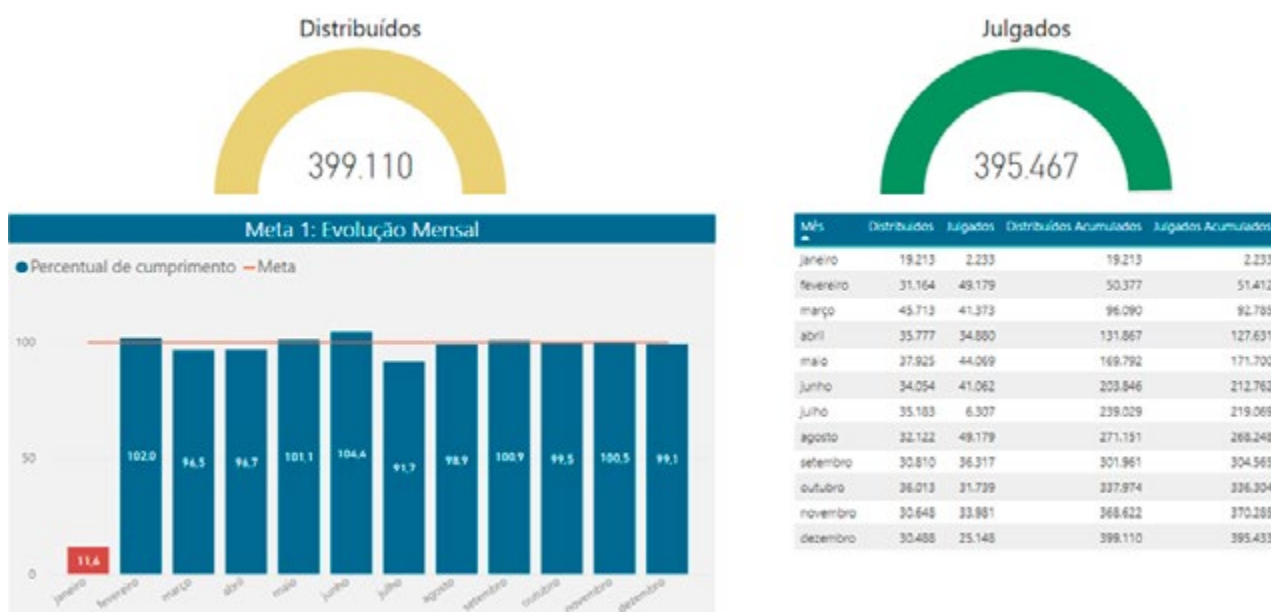 Distribuídos
399.110
Julgados
395.467
Meta 1: Evolução Mensal
Percentual de cumprimento Meta
100
50
0
11,6
102,0
96,5
96,7
101,1
104,4
91,7
98,9
100,9
99,5
100,5
99,1
janeiro
fevereiro
março
abril
maio
junho
julho
agosto
setembro
outubro
novembro
dezembro
Mês Distribuídos Julgados Distribuídos Acumulados Julgados Acumulados
janeiro 19.213 2.233 19.213 2.233
fevereiro 31.164 49.179 50.377 51.412
março 45.713 41.373 96.090 92.785
abril 35.777 34.880 131.867 127.631
maio 37.925 44.069 169.792 171.700
junho 34.054 41.062 203.846 212.762
julho 35.183 6.307 239.029 219.069
agosto 32.122 49.179 271.151 268.248
setembro 30.810 36.317 301.961 304.565
outubro 36.013 31.739 337.974 336.304
novembro 30.648 33.981 368.622 370.285
dezembro 30.488 25.148 399.110 395.433